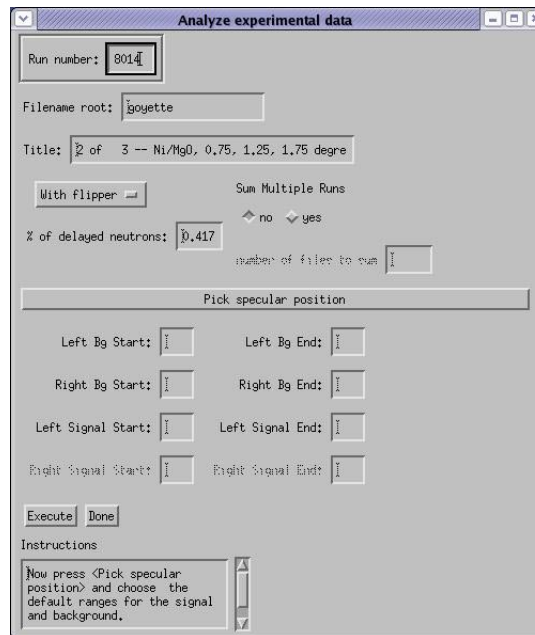 Analyze experimental data
Run number: 8014
Filename root: goyette
Title: 2 of 3 -- Ni/MgO, 0.75, 1.25, 1.75 degre
With flipper
Sum Multiple Runs
no yes
% of delayed neutrons: 0.417
number of files to sum
Pick specular position
Left Bg Start: Left Bg End:
Right Bg Start: Right Bg End:
Left Signal Start: Left Signal End:
Right Signal Start: Right Signal End:
Execute Done
Instructions
Now press <Pick specular
position> and choose the
default ranges for the signal
and background.